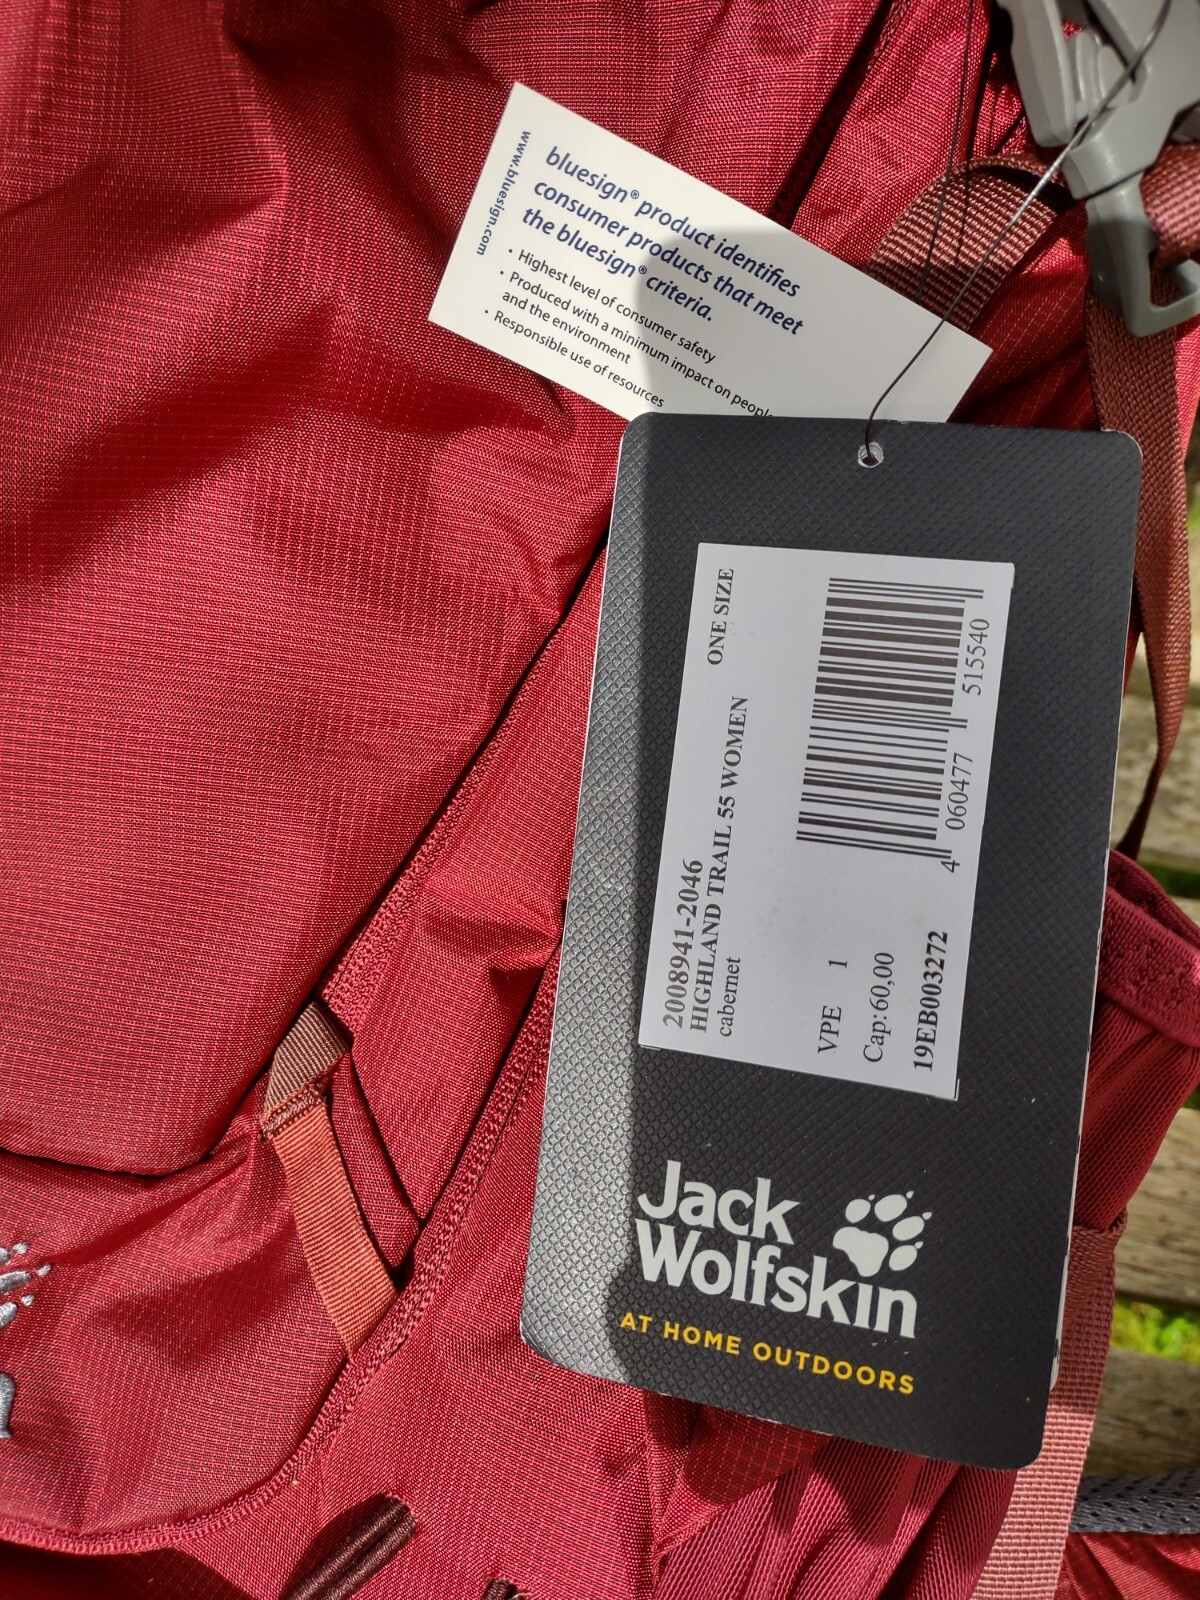 www.bluesign.com
bluesign® product identifies
consumer products that meet
the bluesign® criteria.
• Highest level of consumer safety
• Produced with a minimum impact on people
and the environment
• Responsible use of resources
ONE SIZE
2008941-2046
HIGHLAND TRAIL 55 WOMEN
cabernet
VPE 1
Cap:60,00
19EB003272
4 060477 515540
Jack
Wolfskin
AT HOME OUTDOORS